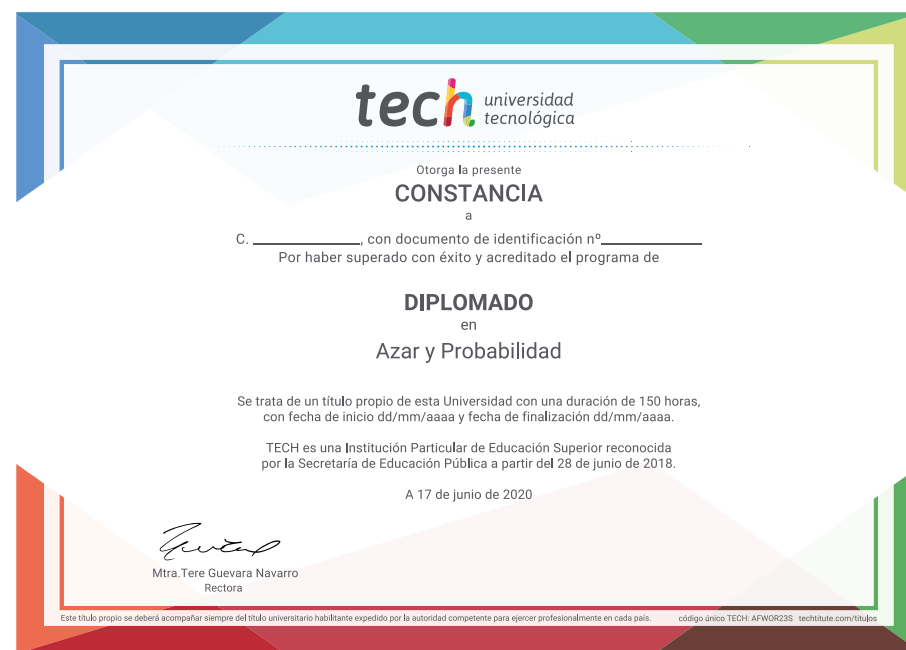 tech universidad
tecnológica
Otorga la presente
CONSTANCIA
a
C. ______________, con documento de identificación nº_____________
Por haber superado con éxito y acreditado el programa de
DIPLOMADO
en
Azar y Probabilidad
Se trata de un título propio de esta Universidad con una duración de 150 horas,
con fecha de inicio dd/mm/aaaa y fecha de finalización dd/mm/aaaa.
TECH es una Institución Particular de Educación Superior reconocida
por la Secretaría de Educación Pública a partir del 28 de junio de 2018.
A 17 de junio de 2020
Mtra.Tere Guevara Navarro
Rectora
Este título propio se deberá acompañar siempre del título universitario habilitante expedido por la autoridad competente para ejercer profesionalmente en cada país. código único TECH: AFWOR23S techtitute.com/titulos